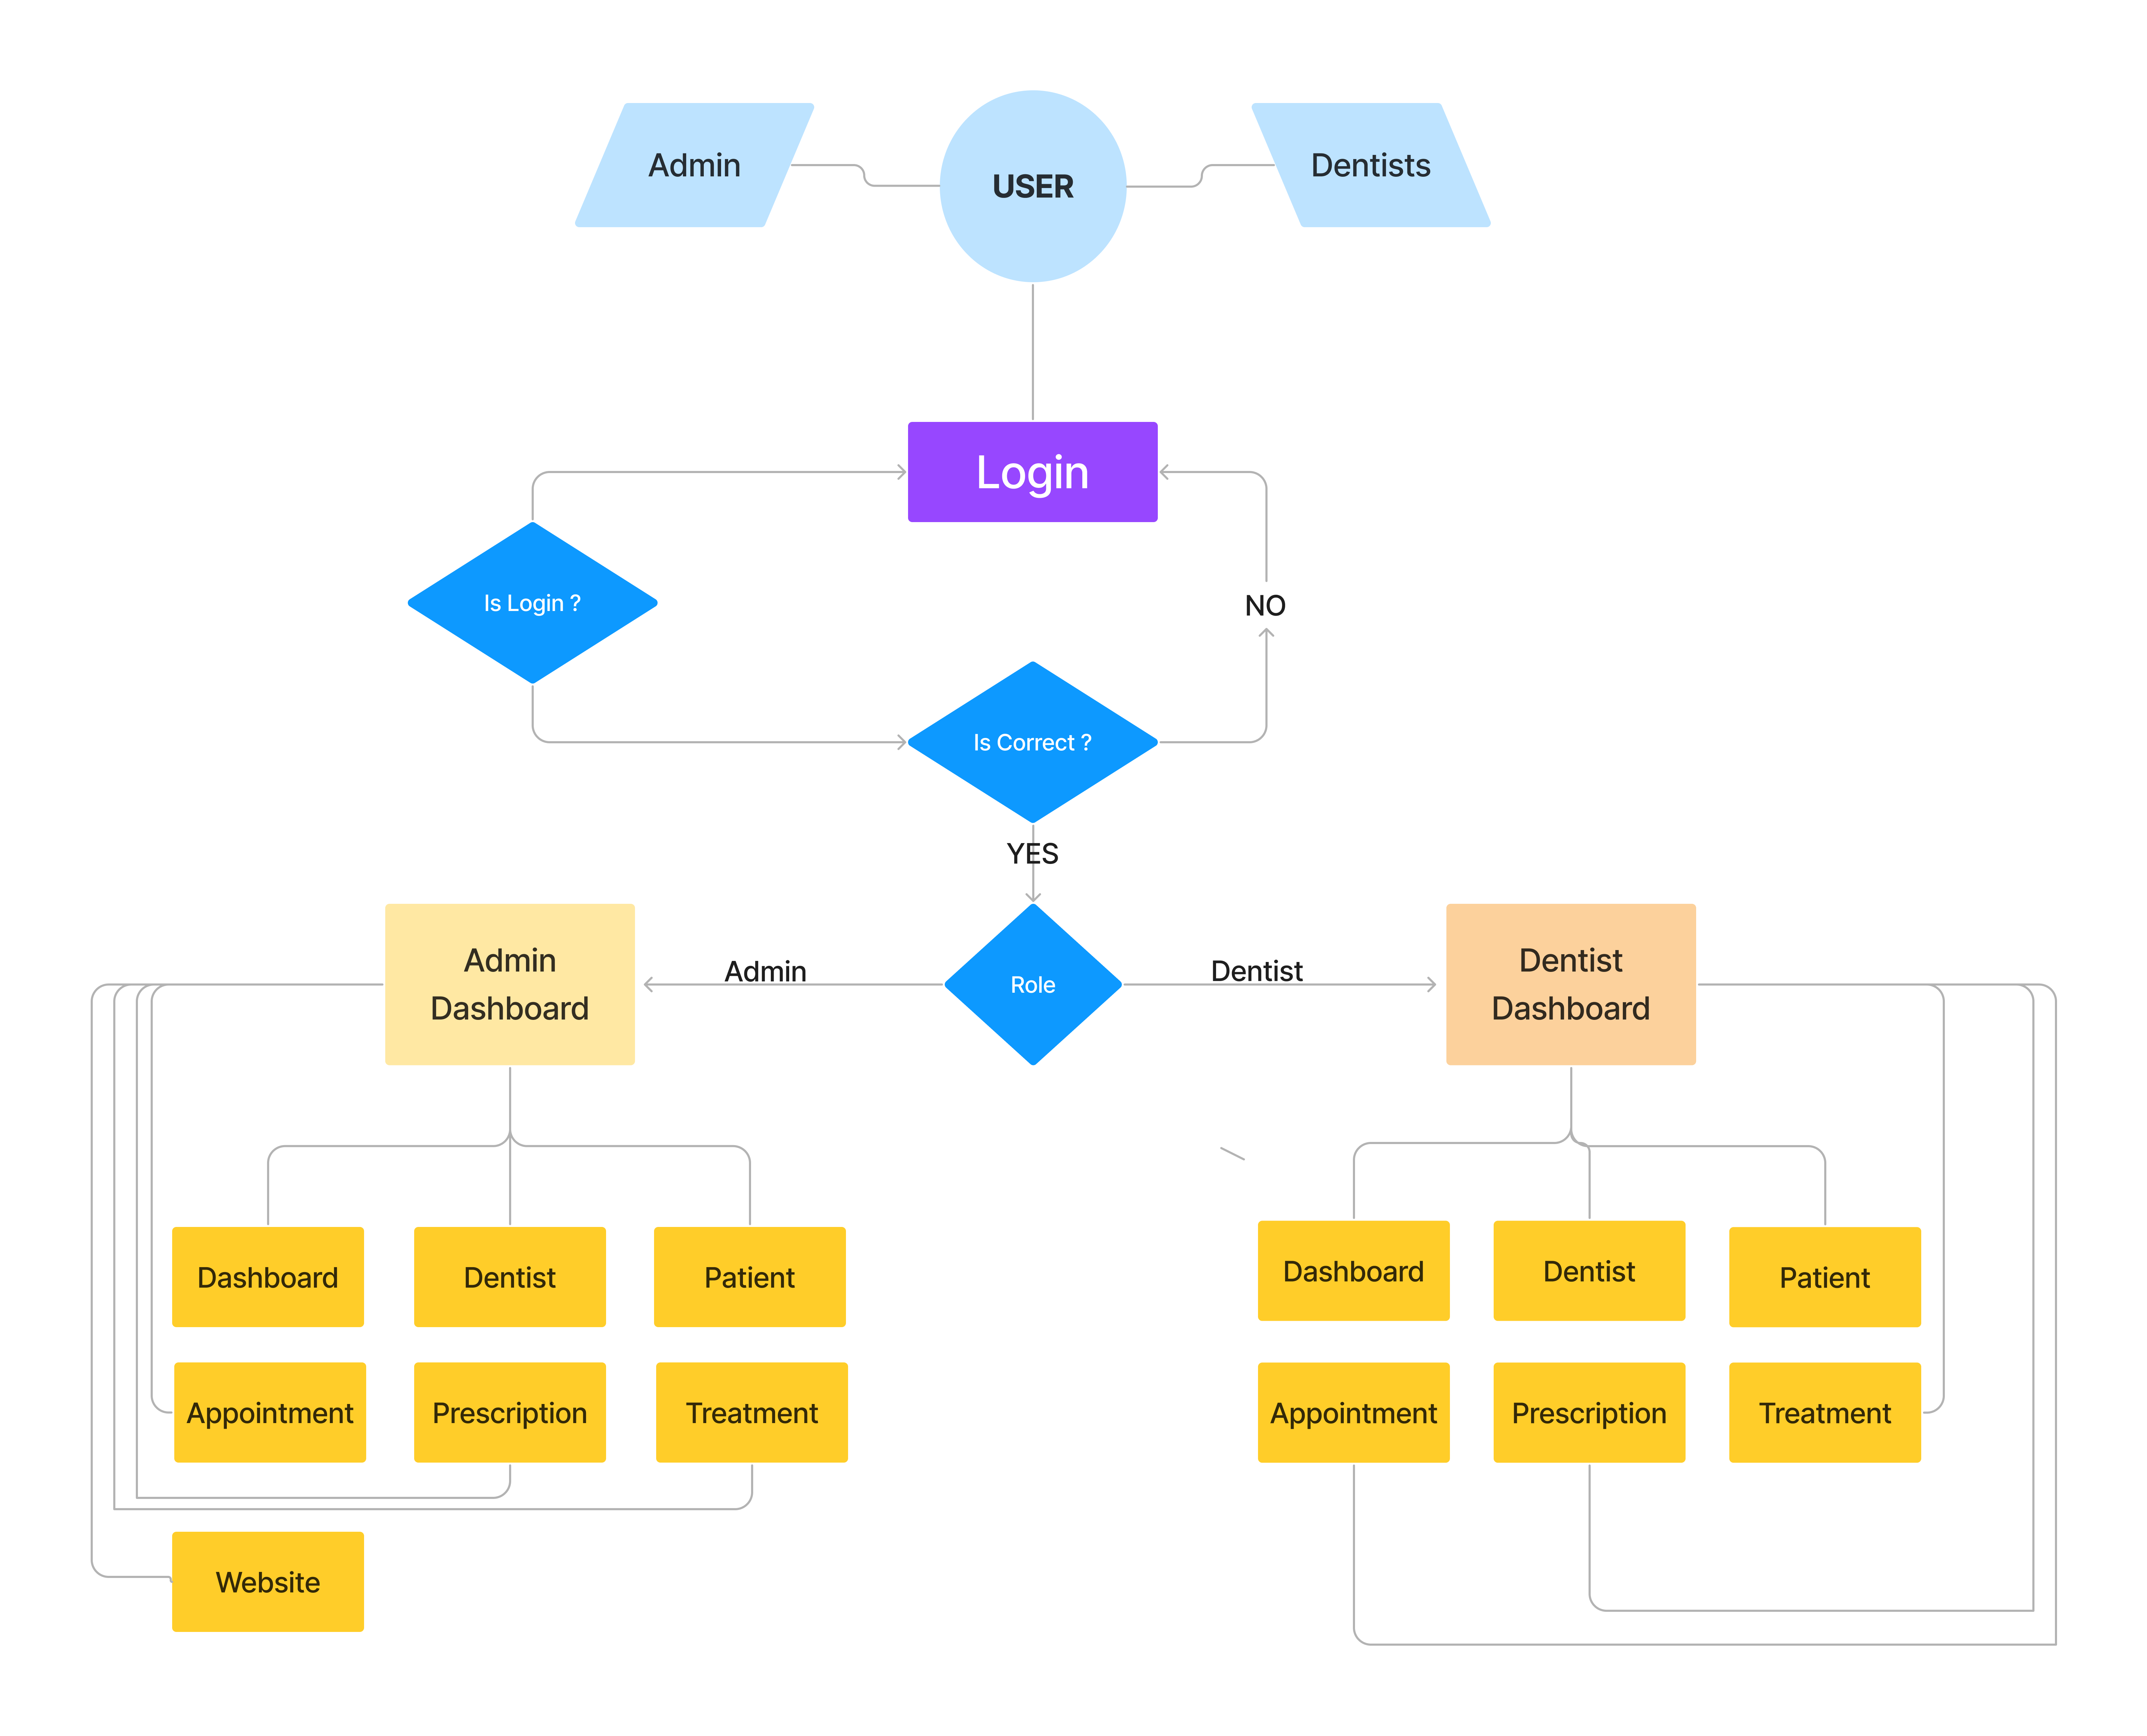 Admin
USER
Dentists
Login
Is Login ?
NO
Is Correct ?
YES
Admin
Dashboard
Admin
Role
Dentist
Dentist
Dashboard
Dashboard
Dentist
Patient
Dashboard
Dentist
Patient
Appointment
Prescription
Treatment
Appointment
Prescription
Treatment
Website